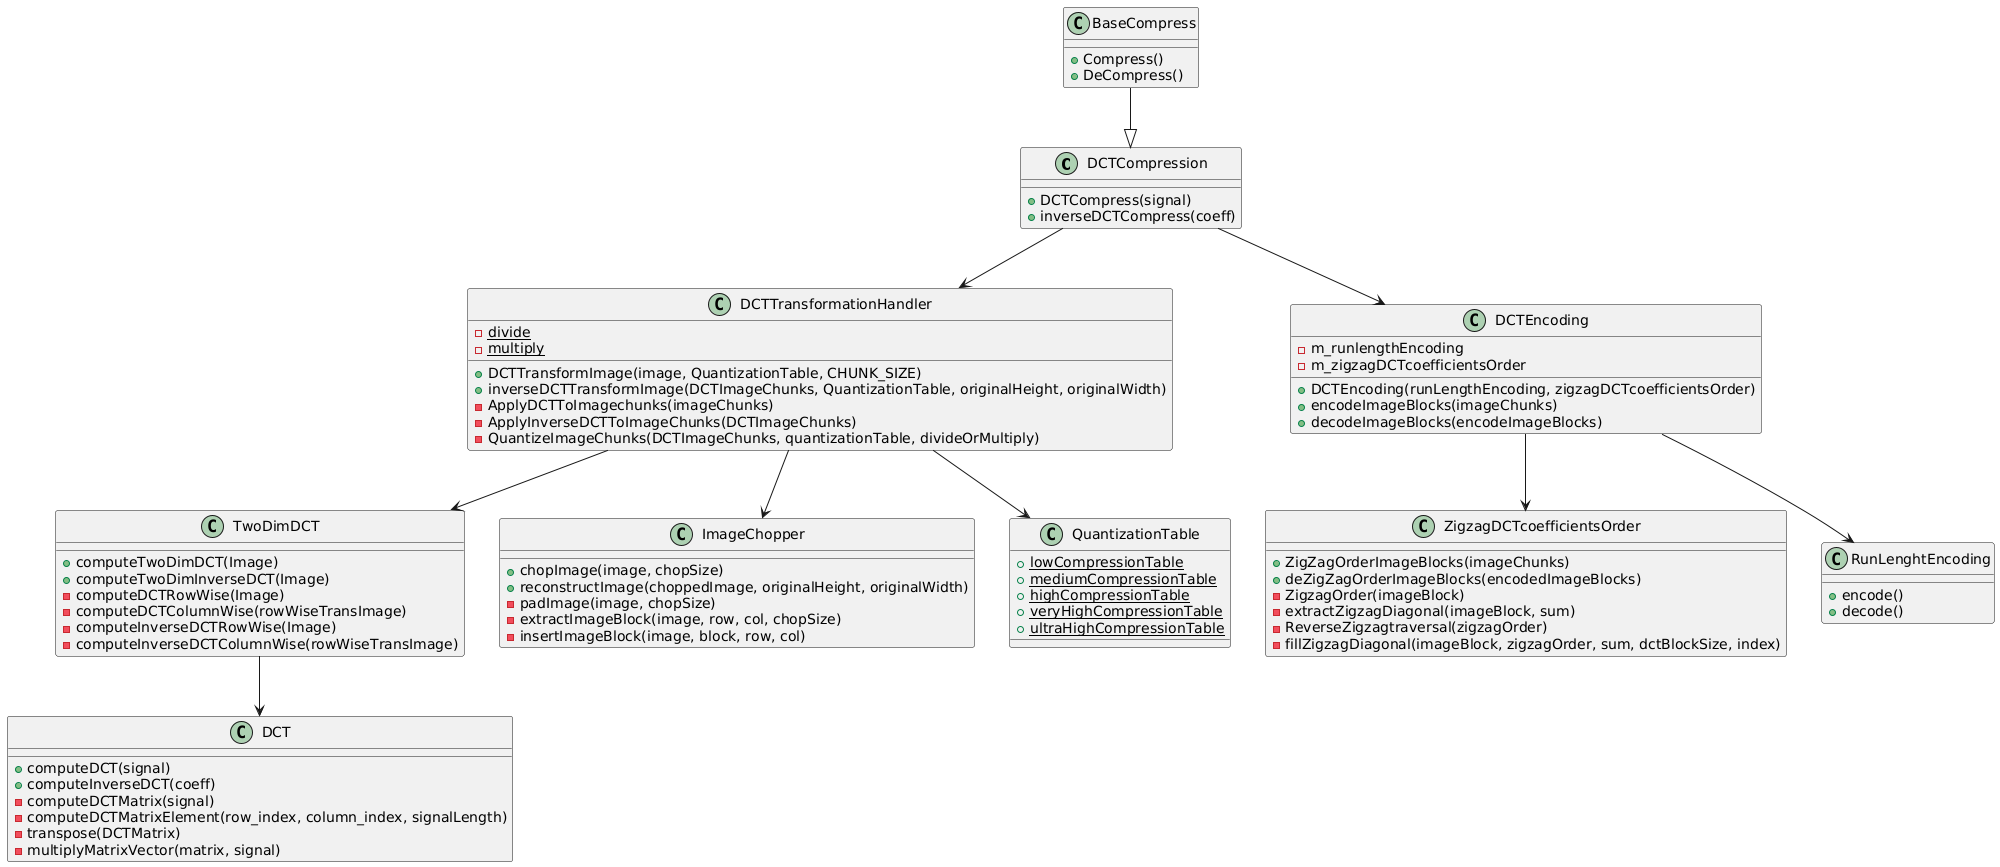 BaseCompress
Compress()
DeCompress()
DCTCompression
DCTCompress(signal)
inverseDCTCompress(coeff)
DCTTransformationHandler
divide
multiply
DCTTransformImage(image, QuantizationTable, CHUNK_SIZE)
inverseDCTTransformImage(DCTImageChunks, QuantizationTable, originalHeight, originalWidth)
ApplyDCTToImagechunks(imageChunks)
ApplyInverseDCTToImageChunks(DCTImageChunks)
QuantizeImageChunks(DCTImageChunks, quantizationTable, divideOrMultiply)
DCTEncoding
m_runlengthEncoding
m_zigzagDCTcoefficientsOrder
DCTEncoding(runLengthEncoding, zigzagDCTcoefficientsOrder)
encodeImageBlocks(imageChunks)
decodeImageBlocks(encodeImageBlocks)
TwoDimDCT
computeTwoDimDCT(Image)
computeTwoDimInverseDCT(Image)
computeDCTRowWise(Image)
computeDCTColumnWise(rowWiseTransImage)
computeInverseDCTRowWise(Image)
computeInverseDCTColumnWise(rowWiseTransImage)
ImageChopper
chopImage(image, chopSize)
reconstructImage(choppedImage, originalHeight, originalWidth)
padImage(image, chopSize)
extractImageBlock(image, row, col, chopSize)
insertImageBlock(image, block, row, col)
QuantizationTable
lowCompressionTable
mediumCompressionTable
highCompressionTable
veryHighCompressionTable
ultraHighCompressionTable
ZigzagDCTcoefficientsOrder
ZigZagOrderImageBlocks(imageChunks)
deZigZagOrderImageBlocks(encodedImageBlocks)
ZigzagOrder(imageBlock)
extractZigzagDiagonal(imageBlock, sum)
ReverseZigzagtraversal(zigzagOrder)
fillZigzagDiagonal(imageBlock, zigzagOrder, sum, dctBlockSize, index)
RunLenghtEncoding
encode()
decode()
DCT
computeDCT(signal)
computeInverseDCT(coeff)
computeDCTMatrix(signal)
computeDCTMatrixElement(row_index, column_index, signalLength)
transpose(DCTMatrix)
multiplyMatrixVector(matrix, signal)